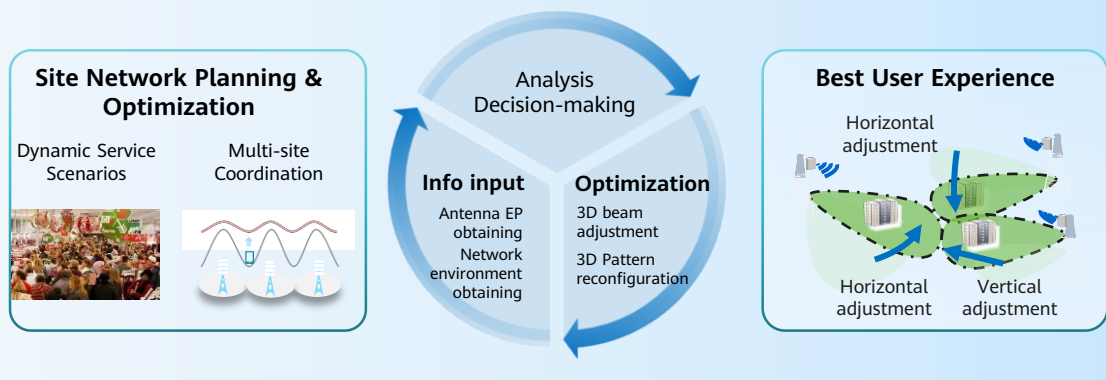 Site Network Planning &
Optimization
Dynamic Service
Scenarios
Multi-site
Coordination
Analysis
Decision-making
Info input
Antenna EP
obtaining
Network
environment
obtaining
Optimization
3D beam
adjustment
3D Pattern
reconfiguration
Best User Experience
Horizontal
adjustment
Horizontal
adjustment
Vertical
adjustment